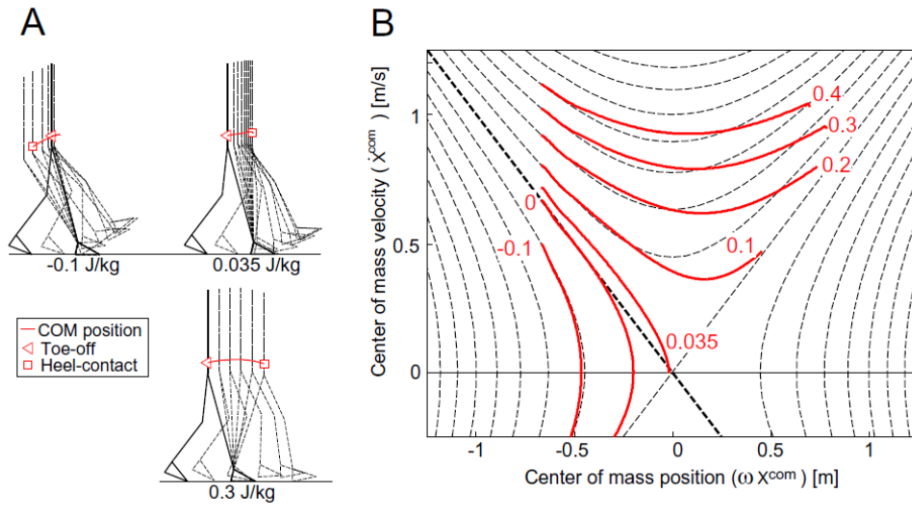 A
-0.1 J/kg
0.035 J/kg
COM position
Toe-off
Heel-contact
0.3 J/kg
B
Center of mass velocity ( ẋcom ) [m/s]
1
0.5
0
-1
-0.5
0
0.5
1
Center of mass position (ω xcom) [m]
0.4
0.3
0.2
0.1
0
-0.1
0.035